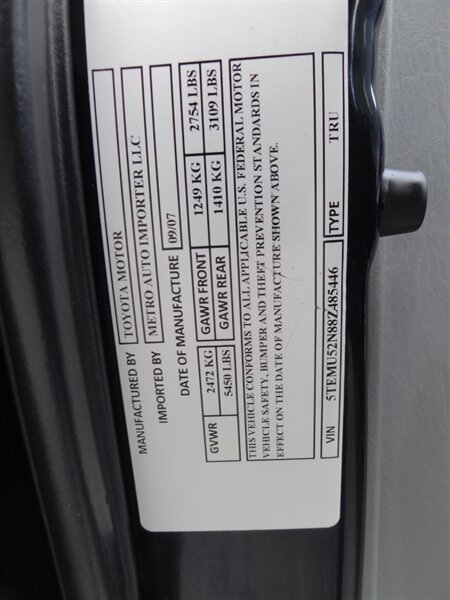 MANUFACTURED BY TOYOTA MOTOR
IMPORTED BY METRO AUTO IMPORTER LLC
DATE OF MANUFACTURE 09/07
GVWR 2472 KG GAWR FRONT 1249 KG 2754 LBS
5450 LBS GAWR REAR 1410 KG 3109 LBS
THIS VEHICLE CONFORMS TO ALL APPLICABLE U.S. FEDERAL MOTOR
VEHICLE SAFETY, BUMPER AND THEFT PREVENTION STANDARDS IN
EFFECT ON THE DATE OF MANUFACTURE SHOWN ABOVE.
VIN 5TEMU52N88Z485446 TYPE TRU